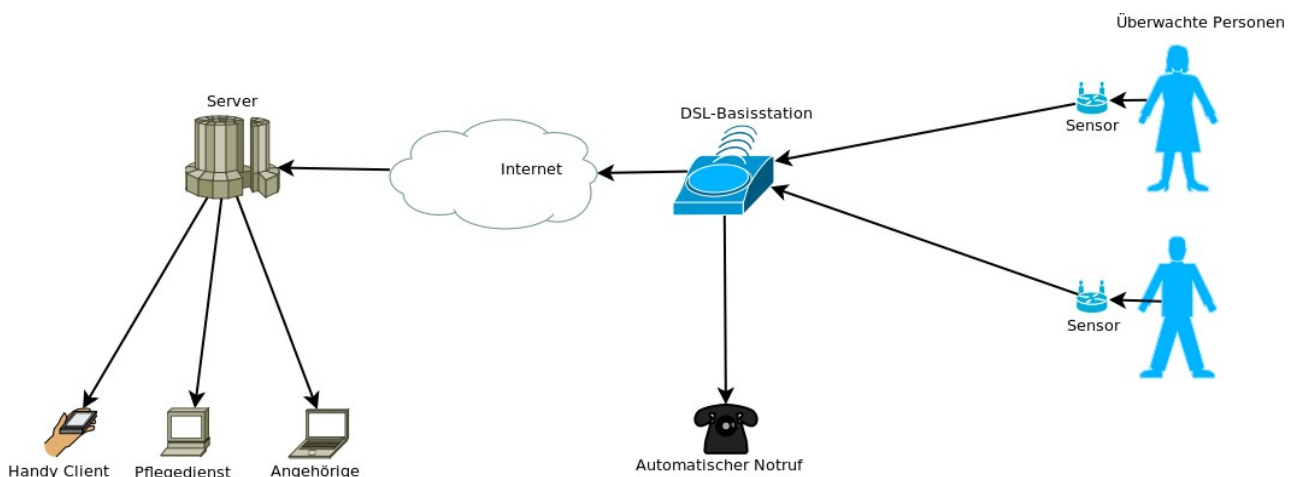 Überwachte Personen
Server
DSL-Basisstation
Sensor
Internet
Sensor
Automatischer Notruf
Handy Client
Pflegedienst
Angehörige